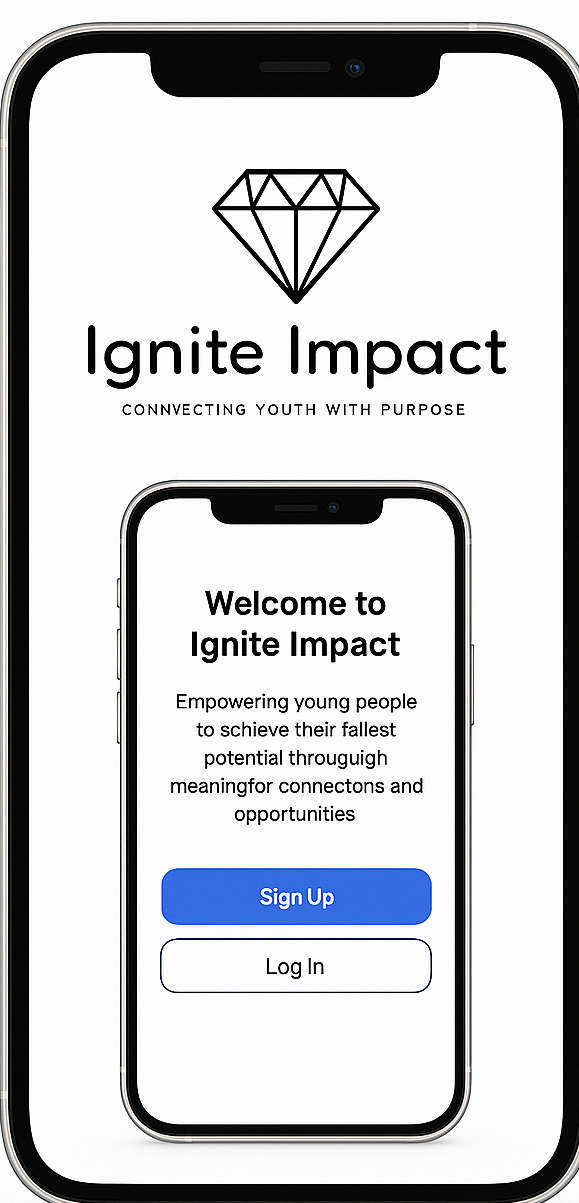 Ignite Impact
CONNVECTING YOUTH WITH PURPOSE
Welcome to
Ignite Impact
Empowering young people
to schieve their fallest
potential througuigh
meaningfor connectons and
opportunities
Sign Up
Log In